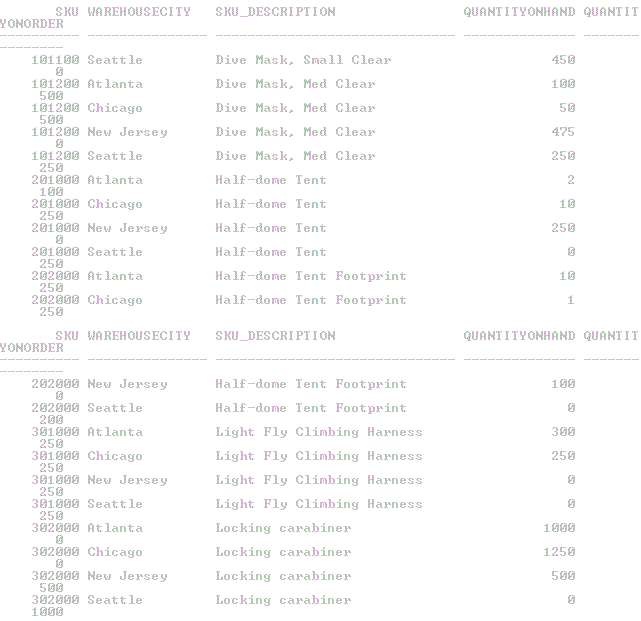 SKU WAREHOUSECITY SKU_DESCRIPTION QUANTITYONHAND QUANTIT
YONORDER
---------- --------------- ------------------------------ -------------- -------
--------
101100 Seattle Dive Mask, Small Clear 450
0
101200 Atlanta Dive Mask, Med Clear 100
500
101200 Chicago Dive Mask, Med Clear 50
500
101200 New Jersey Dive Mask, Med Clear 475
0
101200 Seattle Dive Mask, Med Clear 250
250
201000 Atlanta Half-dome Tent 2
100
201000 Chicago Half-dome Tent 10
250
201000 New Jersey Half-dome Tent 250
0
201000 Seattle Half-dome Tent 0
250
202000 Atlanta Half-dome Tent Footprint 10
250
202000 Chicago Half-dome Tent Footprint 1
250
SKU WAREHOUSECITY SKU_DESCRIPTION QUANTITYONHAND QUANTIT
YONORDER
---------- --------------- ------------------------------ -------------- -------
--------
202000 New Jersey Half-dome Tent Footprint 100
0
202000 Seattle Half-dome Tent Footprint 0
200
301000 Atlanta Light Fly Climbing Harness 300
250
301000 Chicago Light Fly Climbing Harness 250
250
301000 New Jersey Light Fly Climbing Harness 0
250
301000 Seattle Light Fly Climbing Harness 0
250
302000 Atlanta Locking carabiner 1000
0
302000 Chicago Locking carabiner 1250
0
302000 New Jersey Locking carabiner 500
500
302000 Seattle Locking carabiner 0
1000